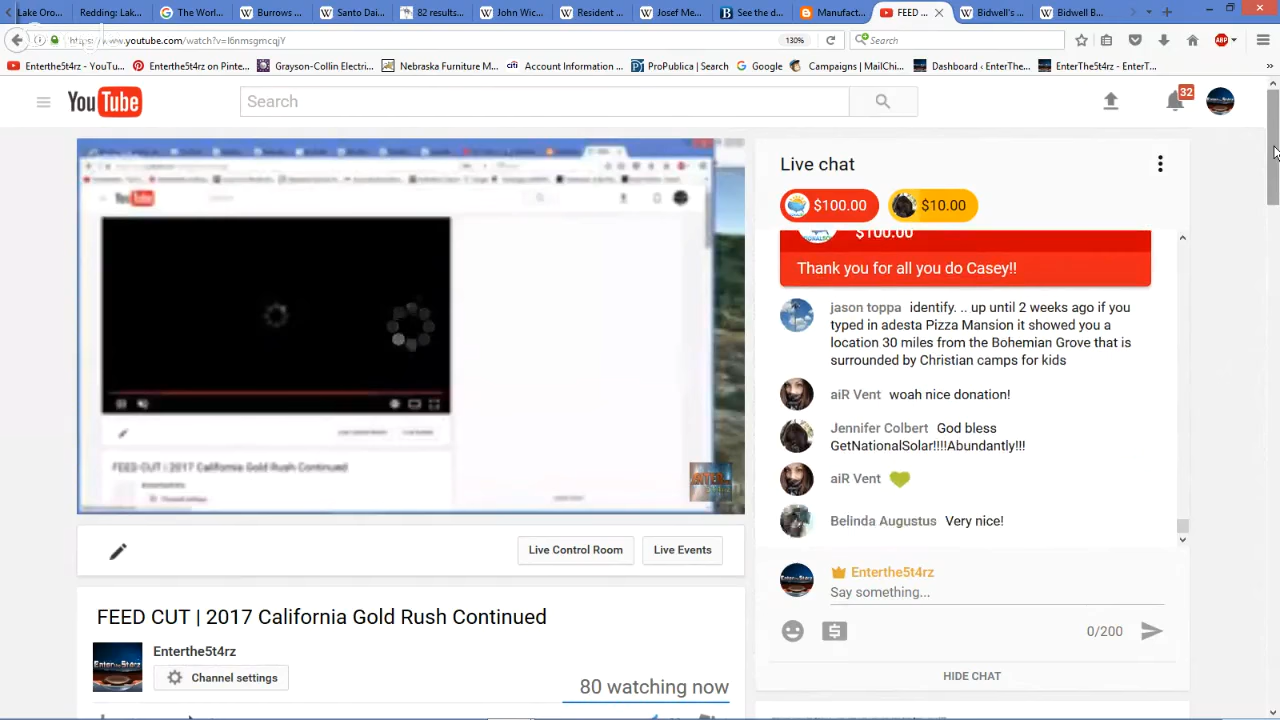 Lake Oro...
Reding: Lak...
The Worl...
Burrows ...
Santo Dai...
82 results...
John Wic...
Resident ...
Josef Me...
See the d...
Manufact...
FEED ...
Bidwell's ...
Bidwell B...
https://www.youtube.com/watch?v=l6nmsgmcqjY
130%
Search
ABP
Enterthe5t4rz - YouTu...
Enterthe5t4rz on Pinte...
Grayson-Collin Electri...
Nebraska Furniture M...
citi
Account Information ...
ProPublica | Search
Google
Campaigns | MailChi...
Dashboard ‹ EnterThe...
EnterThe5t4rz - EnterT...
YouTube
Search
32
Live chat
$100.00
$10.00
$100.00
Thank you for all you do Casey!!
jason toppa identify. .. up until 2 weeks ago if you
typed in adesta Pizza Mansion it showed you a
location 30 miles from the Bohemian Grove that is
surrounded by Christian camps for kids
aiR Vent woah nice donation!
Jennifer Colbert God bless
GetNationalSolar!!!!Abundantly!!!
aiR Vent
Belinda Augustus Very nice!
Enterthe5t4rz
Say something...
0/200
HIDE CHAT
YouTube
FEED CUT | 2017 California Gold Rush Continued
Live Control Room
Live Events
FEED CUT | 2017 California Gold Rush Continued
Enterthe5t4rz
Channel settings
80 watching now